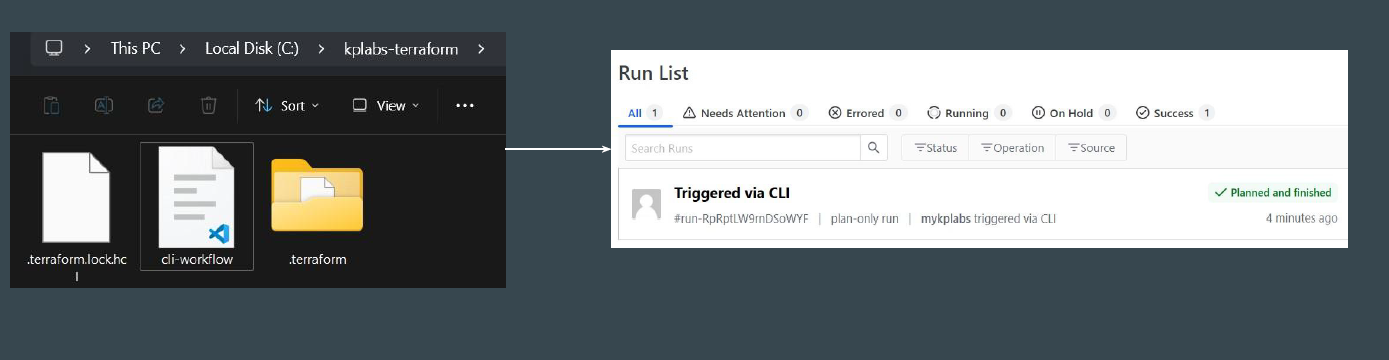 This PC > Local Disk (C:) > kplabs-terraform >
Sort View ...
.terraform.lock.hc
l
cli-workflow
.terraform
Run List
All 1 Needs Attention 0 Errored 0 Running 0 On Hold 0 Success 1
Search Runs Status Operation Source
Triggered via CLI
Planned and finished
#run-RpRptLW9rnDSoWYF | plan-only run | mykplabs triggered via CLI
4 minutes ago